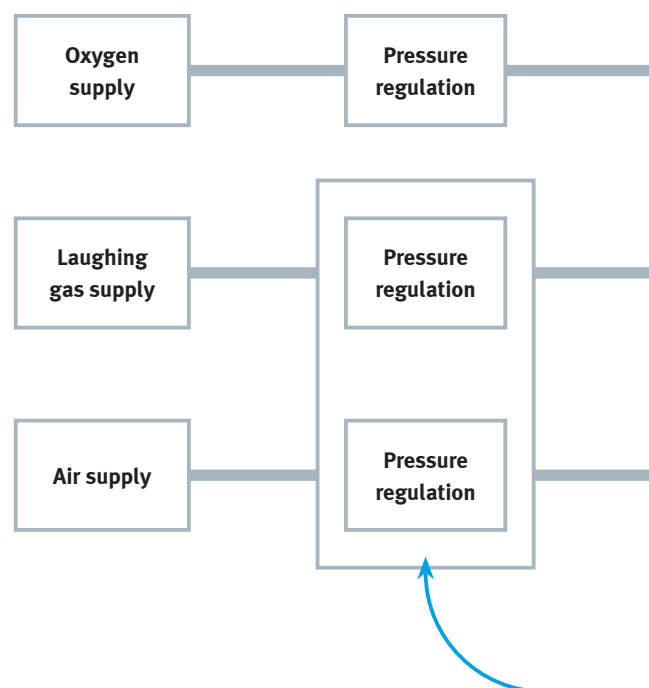 Oxygen
supply
Pressure
regulation
Laughing
gas supply
Pressure
regulation
Air supply
Pressure
regulation